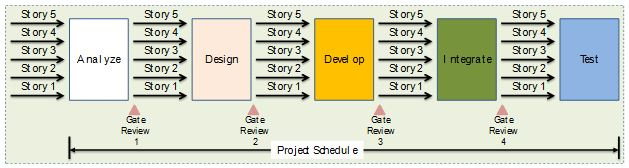 Story 5 Story 5 Story 5 Story 5 Story 5
Story 4 Story 4 Story 4 Story 4 Story 4
Story 3 Analyze Story 3 Design Story 3 Develop Story 3 Integrate Story 3 Test
Story 2 Story 2 Story 2 Story 2 Story 2
Story 1 Story 1 Story 1 Story 1 Story 1
Gate Gate Gate Gate
Review Review Review Review
1 2 3 4
Project Schedule